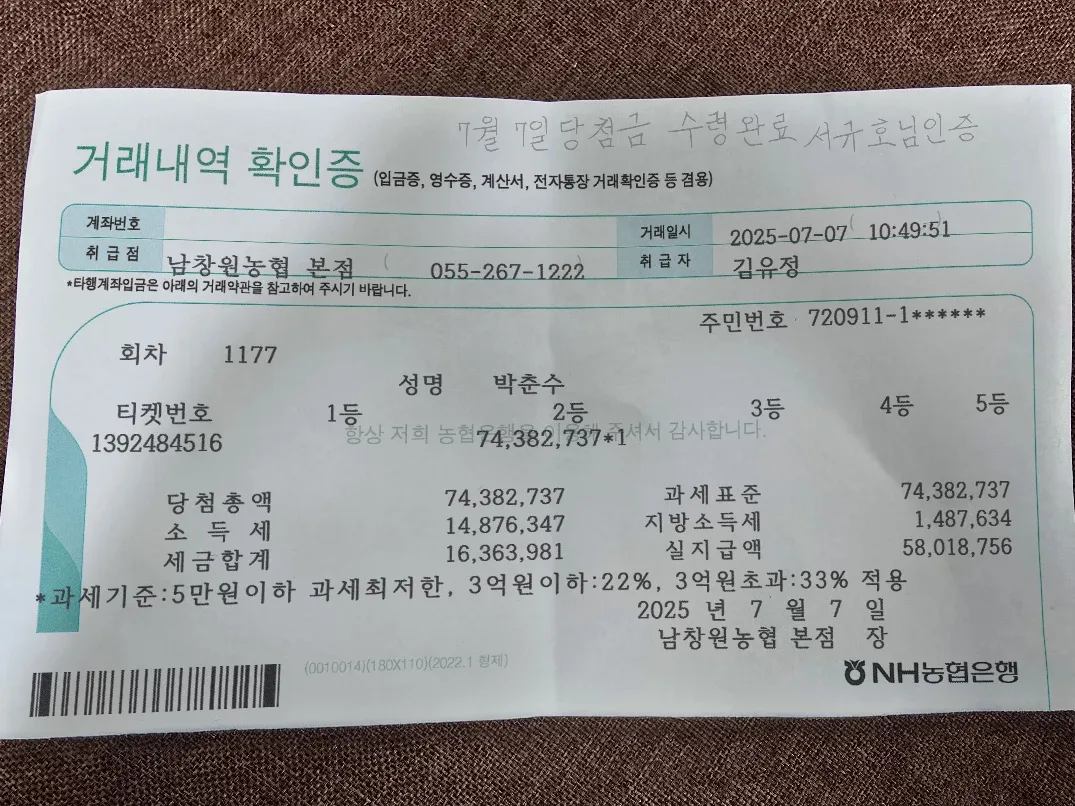 7월 7일 당첨금 수령완료 서규호님인증
거래내역 확인증 (입금증, 영수증, 계산서, 전자통장 거래확인증 등 겸용)
계좌번호
거래일시 2025-07-07 ( 10:49:51 )
취급점 남창원농협 본점 ( 055-267-1222 )
취급자 김유정
*타행계좌입금은 아래의 거래약관을 참고하여 주시기 바랍니다.
주민번호 720911-1******
회차 1177
성명 박춘수
티켓번호 1등 2등 3등 4등 5등
항상 저희 농협은행을 이용해 주셔서 감사합니다.
1392484516 74,382,737*1
당첨총액 74,382,737 과세표준 74,382,737
소 득 세 14,876,347 지방소득세 1,487,634
세금합계 16,363,981 실지급액 58,018,756
*과세기준:5만원이하 과세최저한, 3억원이하:22%, 3억원초과:33% 적용
2025 년 7 월 7 일
남창원농협 본점 장
(0010014)(180X110)(2022.1 형제)
NH농협은행